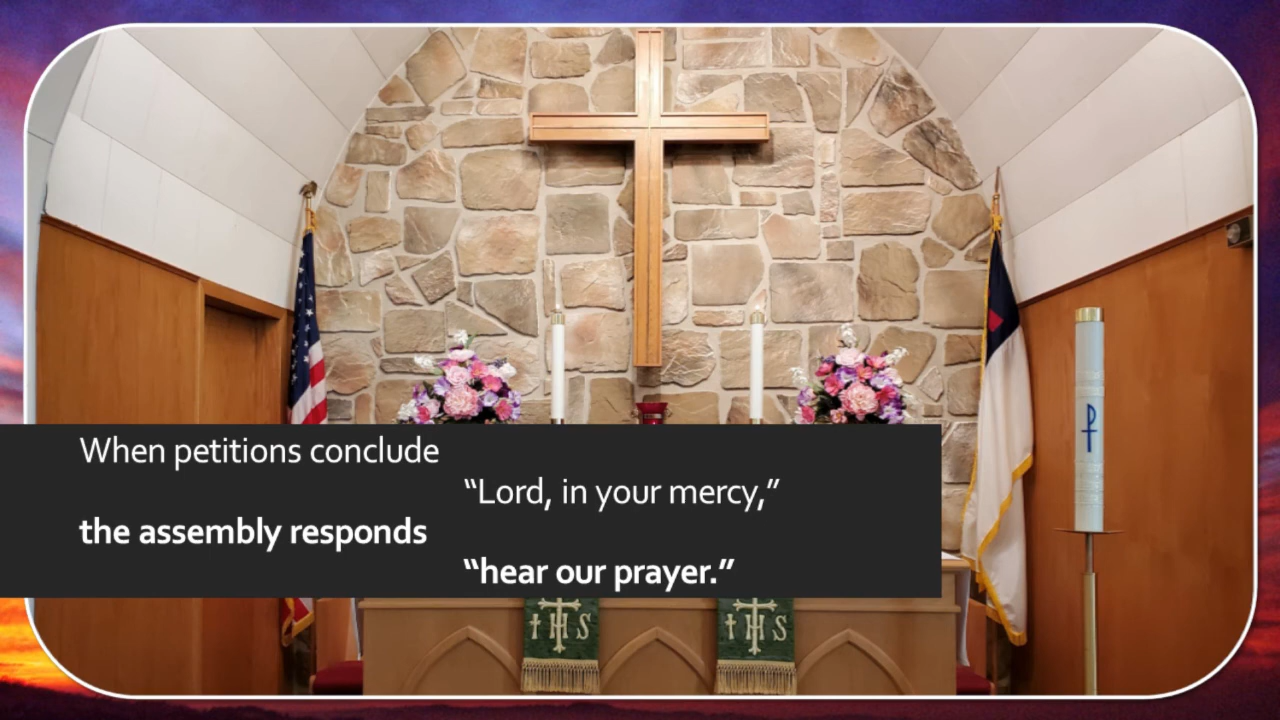 When petitions conclude
“Lord, in your mercy,”
the assembly responds
“hear our prayer.”
IHS IHS